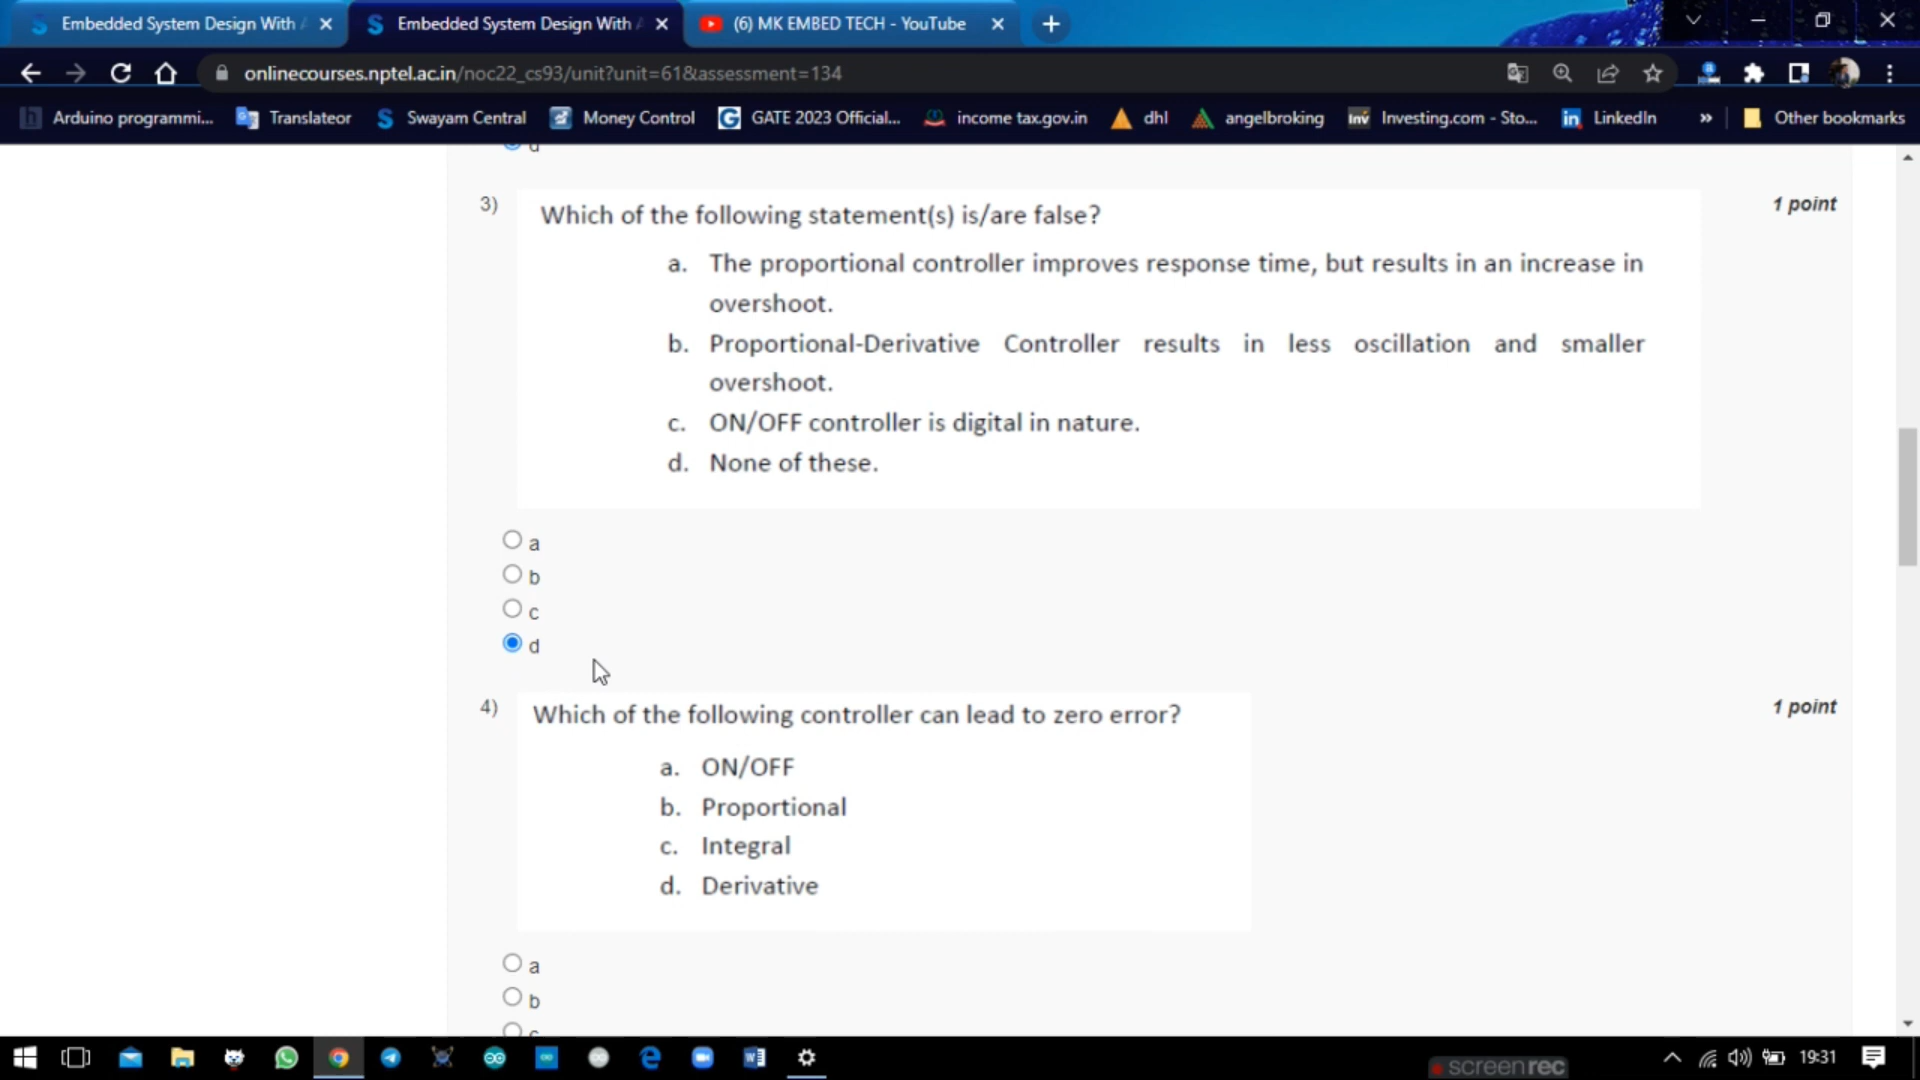 Embedded System Design With A
Embedded System Design With A
(6) MK EMBED TECH - YouTube
onlinecourses.nptel.ac.in/noc22_cs93/unit?unit=61&assessment=134
Arduino programmi...
Translateor
Swayam Central
Money Control
GATE 2023 Official...
income tax.gov.in
dhl
angelbroking
Inv
Investing.com - Sto...
LinkedIn
»
Other bookmarks
3)
Which of the following statement(s) is/are false?
1 point
a. The proportional controller improves response time, but results in an increase in
overshoot.
b. Proportional-Derivative Controller results in less oscillation and smaller
overshoot.
c. ON/OFF controller is digital in nature.
d. None of these.
a
b
c
d
4)
Which of the following controller can lead to zero error?
1 point
a. ON/OFF
b. Proportional
c. Integral
d. Derivative
a
b
screenrec
19:31